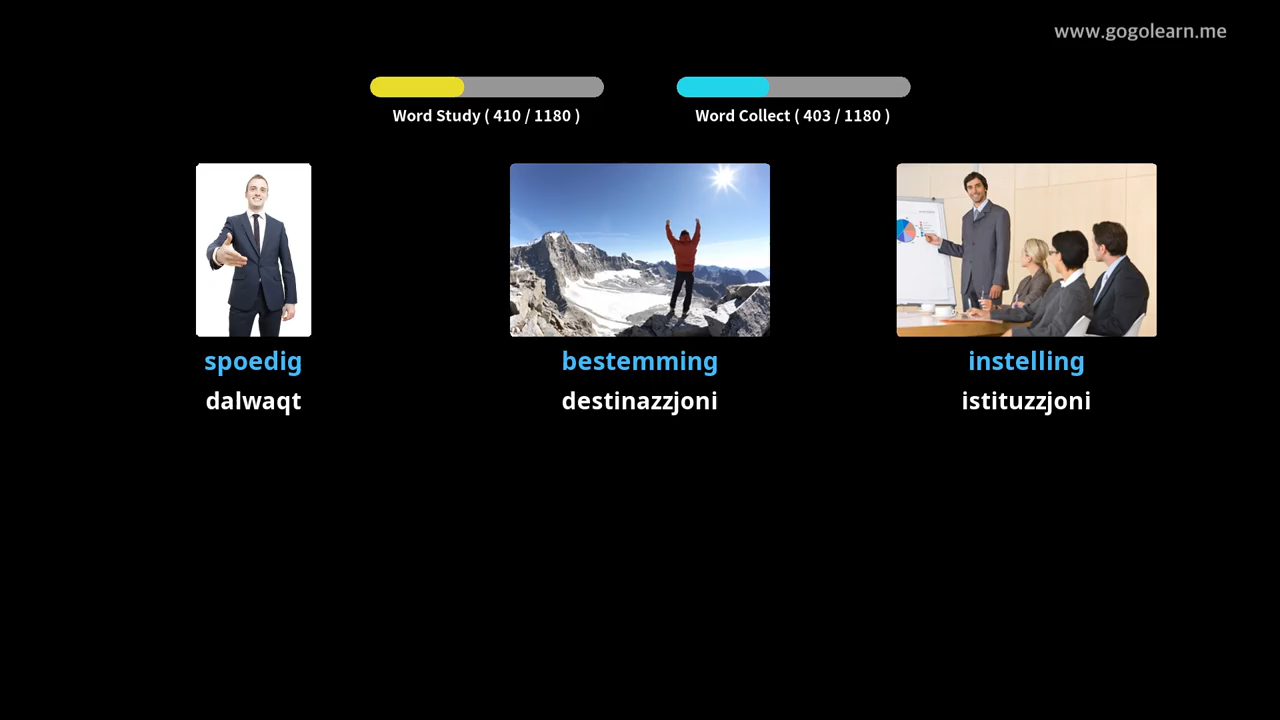 www.gogolearn.me
Word Study ( 410 / 1180 )
Word Collect ( 403 / 1180 )
spoedig
bestemming
instelling
dalwaqt
destinazzjoni
istituzzjoni